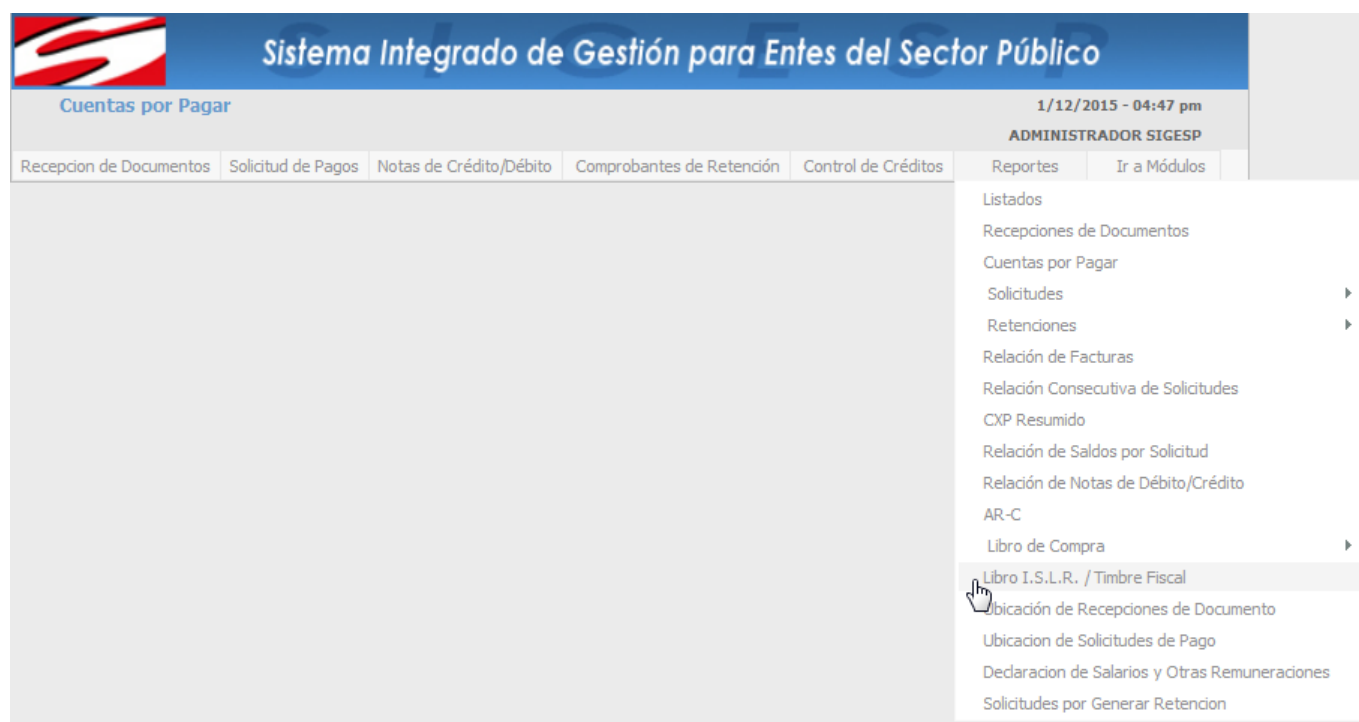 Sistema Integrado de Gestión para Entes del Sector Público
S I G E S P
Cuentas por Pagar
1/12/2015 - 04:47 pm
ADMINISTRADOR SIGESP
Recepcion de Documentos Solicitud de Pagos Notas de Crédito/Débito Comprobantes de Retención Control de Créditos Reportes Ir a Módulos
Listados
Recepciones de Documentos
Cuentas por Pagar
Solicitudes
Retenciones
Relación de Facturas
Relación Consecutiva de Solicitudes
CXP Resumido
Relación de Saldos por Solicitud
Relación de Notas de Débito/Crédito
AR-C
Libro de Compra
Libro I.S.L.R. / Timbre Fiscal
Ubicación de Recepciones de Documento
Ubicacion de Solicitudes de Pago
Declaracion de Salarios y Otras Remuneraciones
Solicitudes por Generar Retencion